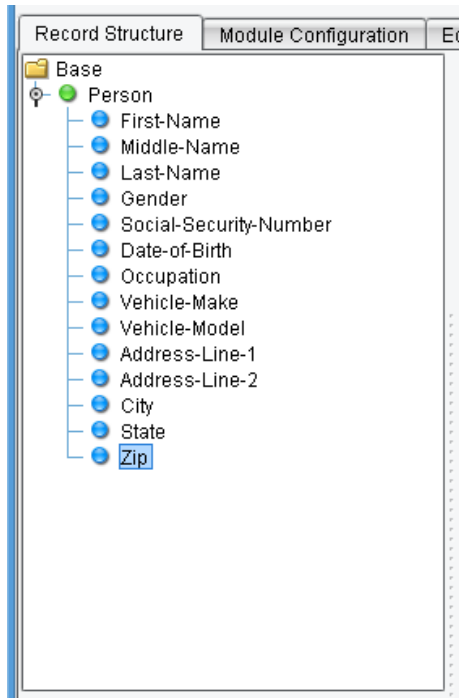 Record Structure Module Configuration
Base
Person
First-Name
Middle-Name
Last-Name
Gender
Social-Security-Number
Date-of-Birth
Occupation
Vehicle-Make
Vehicle-Model
Address-Line-1
Address-Line-2
City
State
Zip